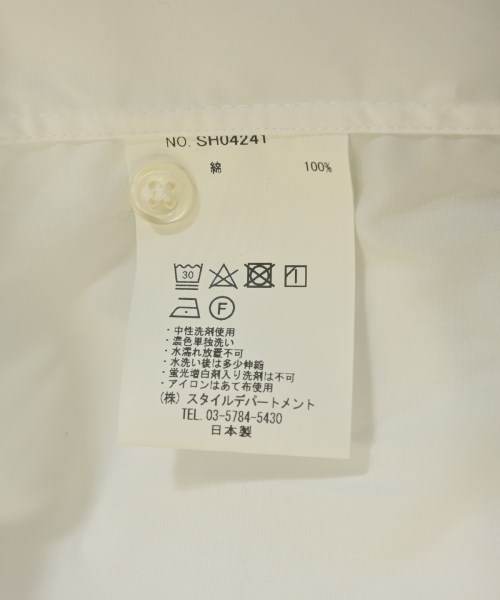 NO. SH04241
綿 100%
30
F
・中性洗剤使用
・濃色単独洗い
・水濡れ放置不可
・水洗い後は多少伸縮
・蛍光増白剤入り洗剤は不可
・アイロンはあて布使用
(株) スタイルデパートメント
TEL. 03-5784-5430
日本製